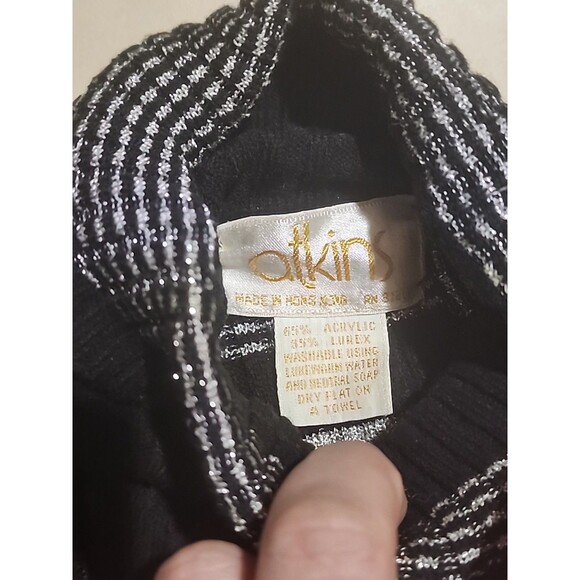 atkins
MADE IN HONG KONG RN
65% ACRYLIC
35% LUREX
WASHABLE USING
LUKEWARM WATER
AND NEUTRAL SOAP
DRY FLAT ON
A TOWEL